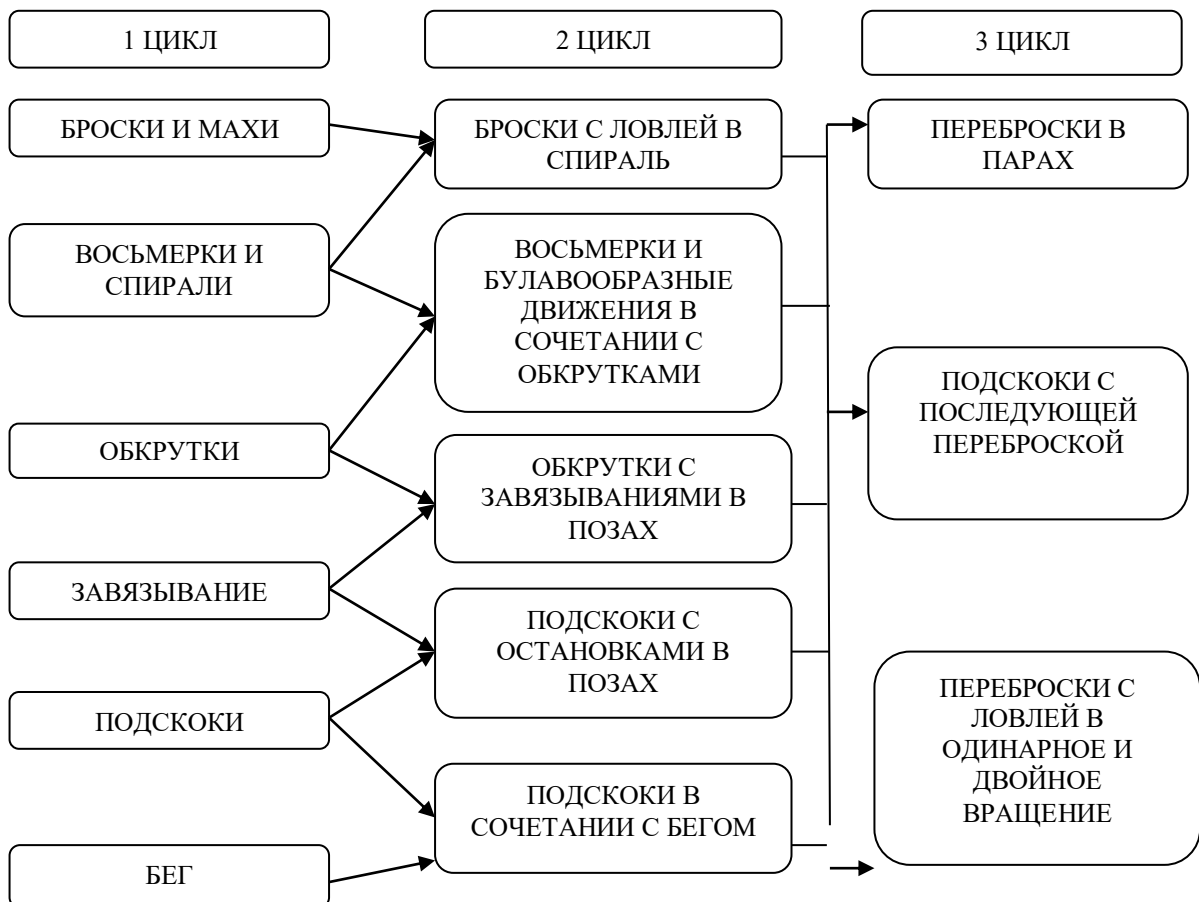 1 ЦИКЛ
2 ЦИКЛ
3 ЦИКЛ
БРОСКИ И МАХИ
ВОСЬМЕРКИ И
СПИРАЛИ
ОБКРУТКИ
ЗАВЯЗЫВАНИЕ
ПОДСКОКИ
БЕГ
БРОСКИ С ЛОВЛЕЙ В
СПИРАЛЬ
ВОСЬМЕРКИ И
БУЛАВООБРАЗНЫЕ
ДВИЖЕНИЯ В
СОЧЕТАНИИ С
ОБКРУТКАМИ
ОБКРУТКИ С
ЗАВЯЗЫВАНИЯМИ В
ПОЗАХ
ПОДСКОКИ С
ОСТАНОВКАМИ В
ПОЗАХ
ПОДСКОКИ В
СОЧЕТАНИИ С БЕГОМ
ПЕРЕБРОСКИ В
ПАРАХ
ПОДСКОКИ С
ПОСЛЕДУЮЩЕЙ
ПЕРЕБРОСКОЙ
ПЕРЕБРОСКИ С
ЛОВЛЕЙ В
ОДИНАРНОЕ И
ДВОЙНОЕ
ВРАЩЕНИЕ